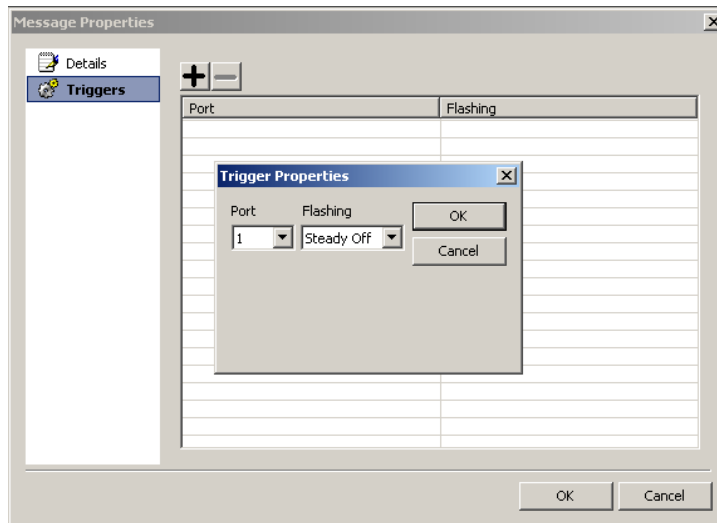 Message Properties
Details
Triggers
Port Flashing
Trigger Properties
Port Flashing OK
1 Steady Off
Cancel
OK Cancel